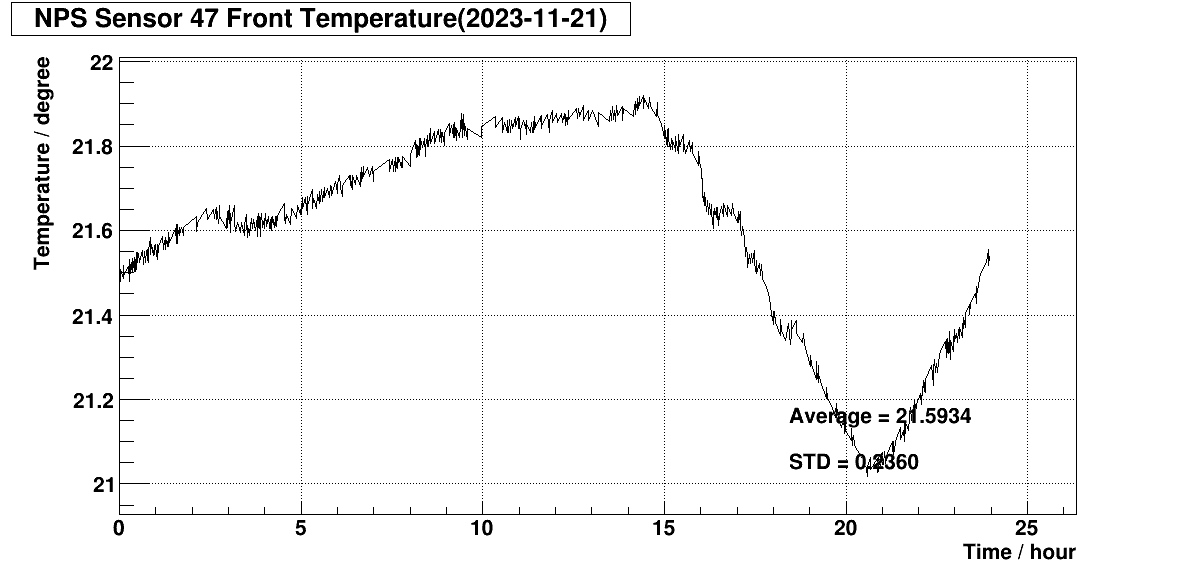 NPS Sensor 47 Front Temperature(2023-11-21)
Temperature / degree
22
21.8
21.6
21.4
21.2
21
Average = 21.5934
STD = 0.2360
0 5 10 15 20 25
Time / hour